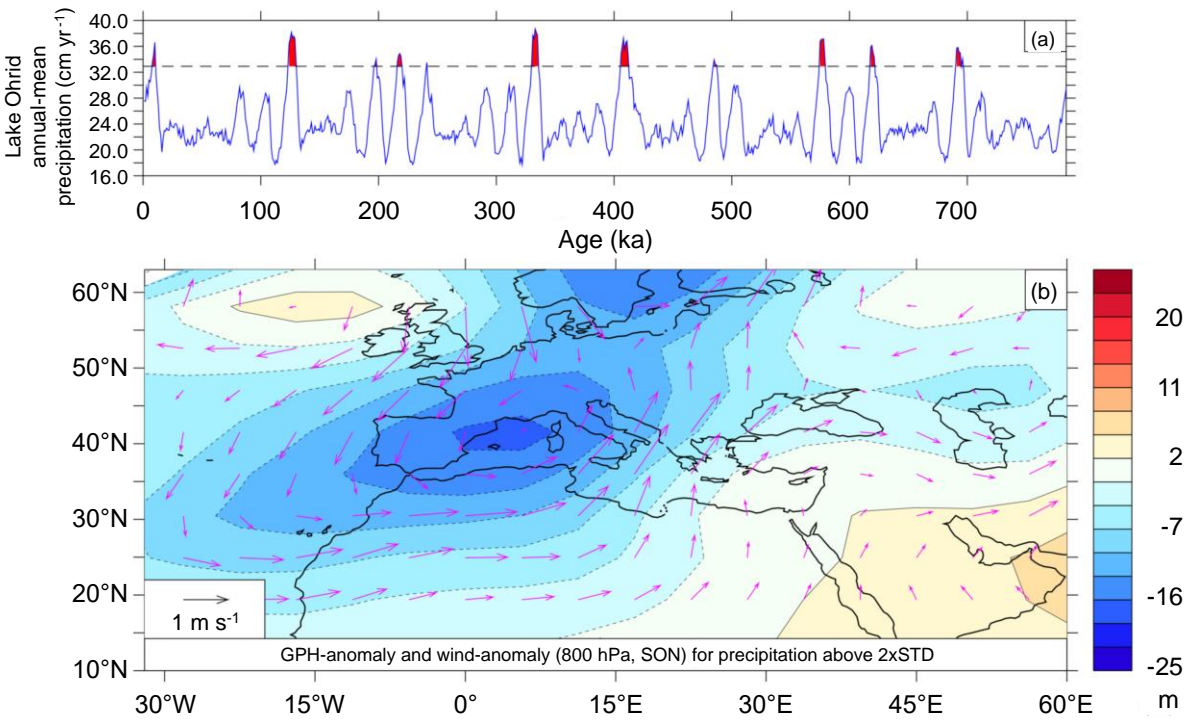 Lake Ohrid
annual-mean
precipitation (cm yr⁻¹)
40.0
36.0
32.0
28.0
24.0
20.0
16.0
(a)
0 100 200 300 400 500 600 700
Age (ka)
60°N
50°N
40°N
30°N
20°N
10°N
(b)
1 m s⁻¹
GPH-anomaly and wind-anomaly (800 hPa, SON) for precipitation above 2xSTD
30°W 15°W 0° 15°E 30°E 45°E 60°E
20
11
2
-7
-16
-25
m